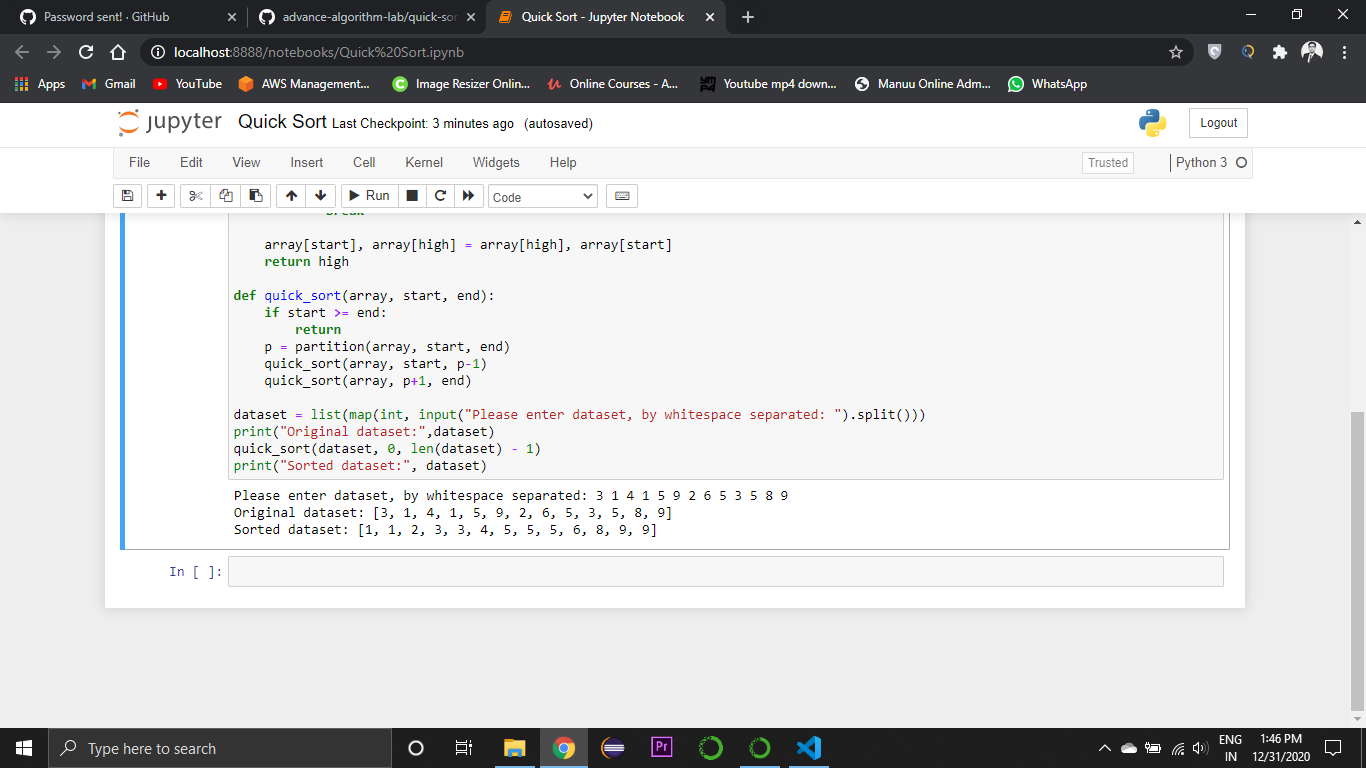 Password sent! · GitHub
advance-algorithm-lab/quick-sor
Quick Sort - Jupyter Notebook
localhost:8888/notebooks/Quick%20Sort.ipynb
Apps Gmail YouTube AWS Management... Image Resizer Onlin... Online Courses - A... Youtube mp4 down... Manuu Online Adm... WhatsApp
jupyter Quick Sort Last Checkpoint: 3 minutes ago (autosaved) Logout
File Edit View Insert Cell Kernel Widgets Help Trusted Python 3
Run Code
break
array[start], array[high] = array[high], array[start]
return high
def quick_sort(array, start, end):
if start >= end:
return
p = partition(array, start, end)
quick_sort(array, start, p-1)
quick_sort(array, p+1, end)
dataset = list(map(int, input("Please enter dataset, by whitespace separated: ").split()))
print("Original dataset:",dataset)
quick_sort(dataset, 0, len(dataset) - 1)
print("Sorted dataset:", dataset)
Please enter dataset, by whitespace separated: 3 1 4 1 5 9 2 6 5 3 5 8 9
Original dataset: [3, 1, 4, 1, 5, 9, 2, 6, 5, 3, 5, 8, 9]
Sorted dataset: [1, 1, 2, 3, 3, 4, 5, 5, 5, 6, 8, 9, 9]
In [ ]:
Type here to search
Pr
ENG
IN
1:46 PM
12/31/2020